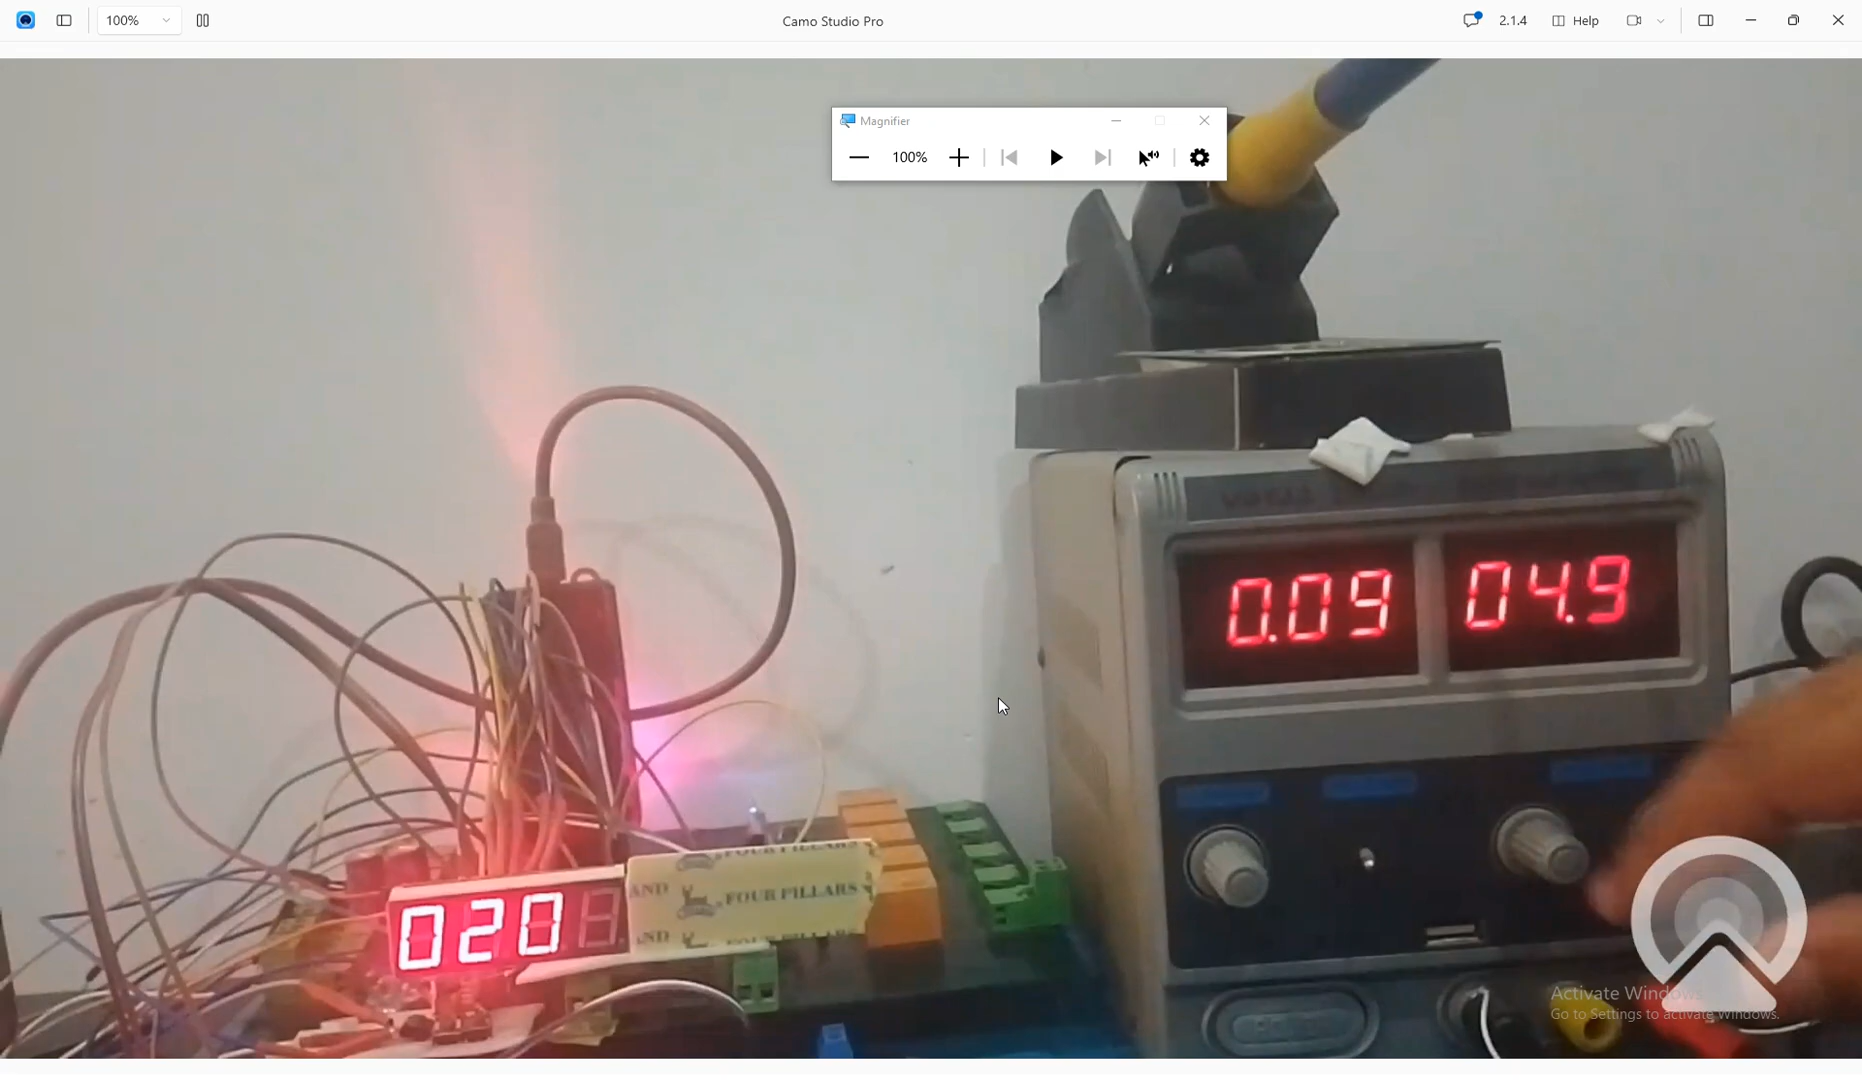 100%
Camo Studio Pro
2.1.4
Help
Magnifier
100%
0.09
04.9
020
AND
FOUR PILLARS
Activate Windows
Go to Settings to activate Windows.